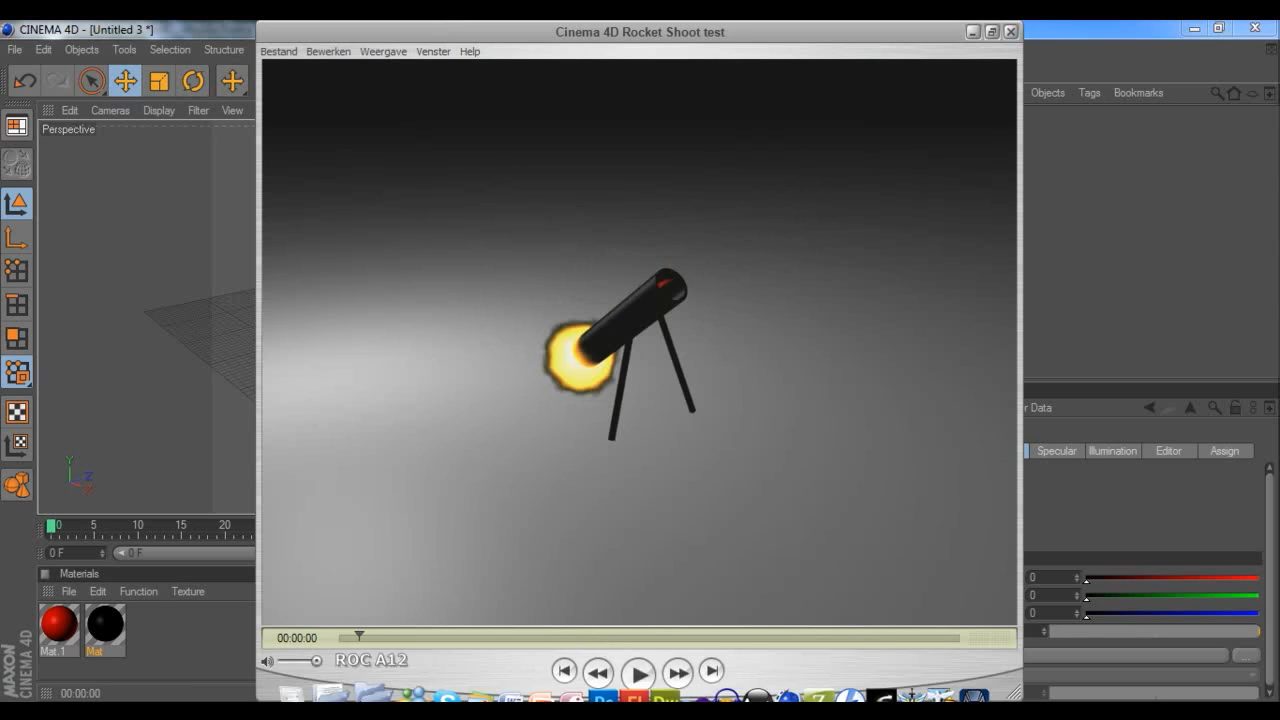 CINEMA 4D - [Untitled 3 *]
Cinema 4D Rocket Shoot test
File Edit Objects Tools Selection Structure
Bestand Bewerken Weergave Venster Help
Objects Tags Bookmarks
Edit Cameras Display Filter View
Perspective
Y
Z
X
r Data
Specular Illumination Editor Assign
0 5 10 15 20
0 F
0 F
Materials
File Edit Function Texture
Mat.1 Mat
0
0
0
00:00:00
ROC A12
MAXON
CINEMA 4D
00:00:00
...
Ps Fl Dw